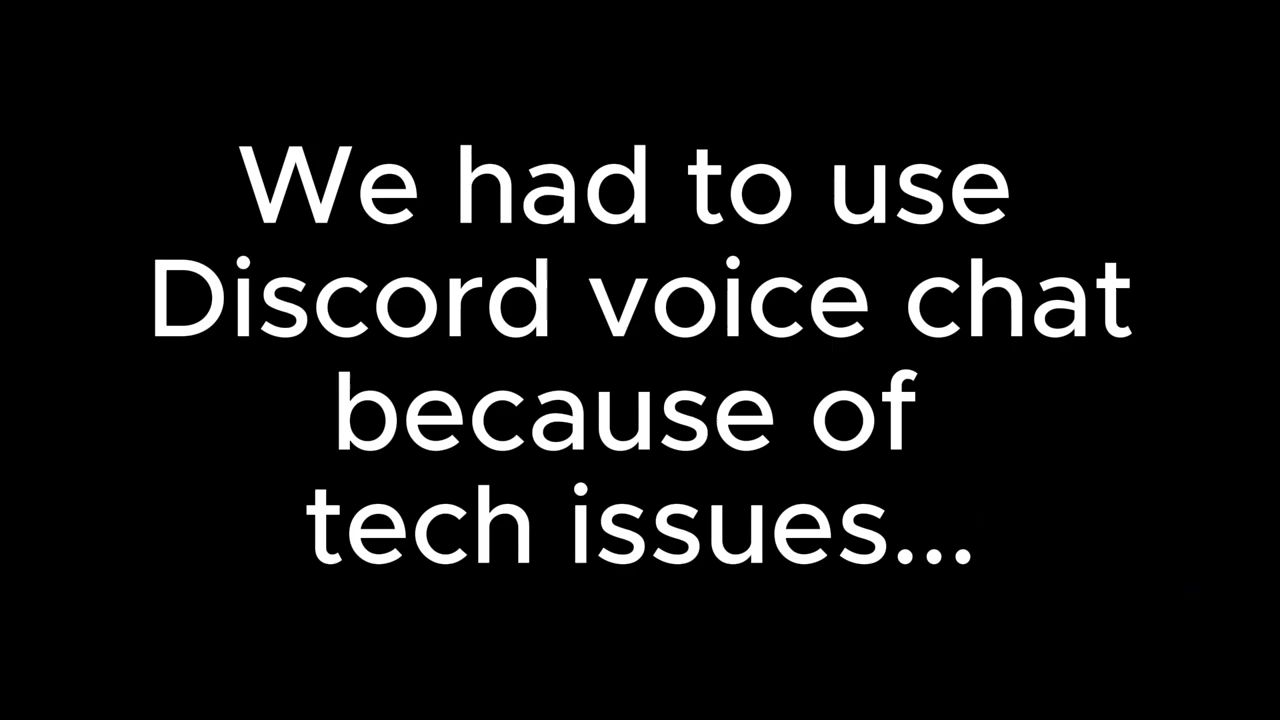 We had to use
Discord voice chat
because of
tech issues...